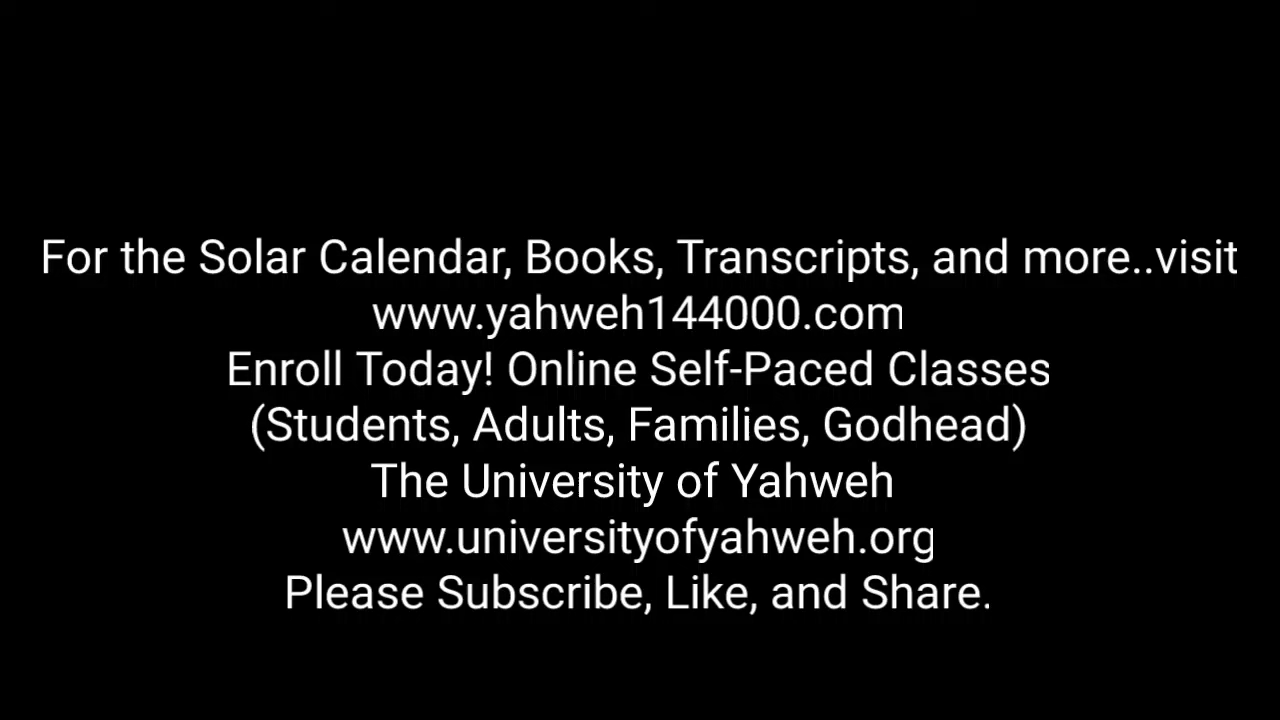 For the Solar Calendar, Books, Transcripts, and more..visit
www.yahweh144000.com
Enroll Today! Online Self-Paced Classes
(Students, Adults, Families, Godhead)
The University of Yahweh
www.universityofyahweh.org
Please Subscribe, Like, and Share.